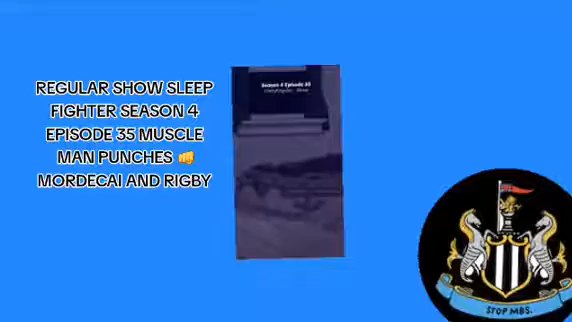 REGULAR SHOW SLEEP
FIGHTER SEASON 4
EPISODE 35 MUSCLE
MAN PUNCHES 👊
MORDECAI AND RIGBY
Season 4 Episode 35
STOP MBS.